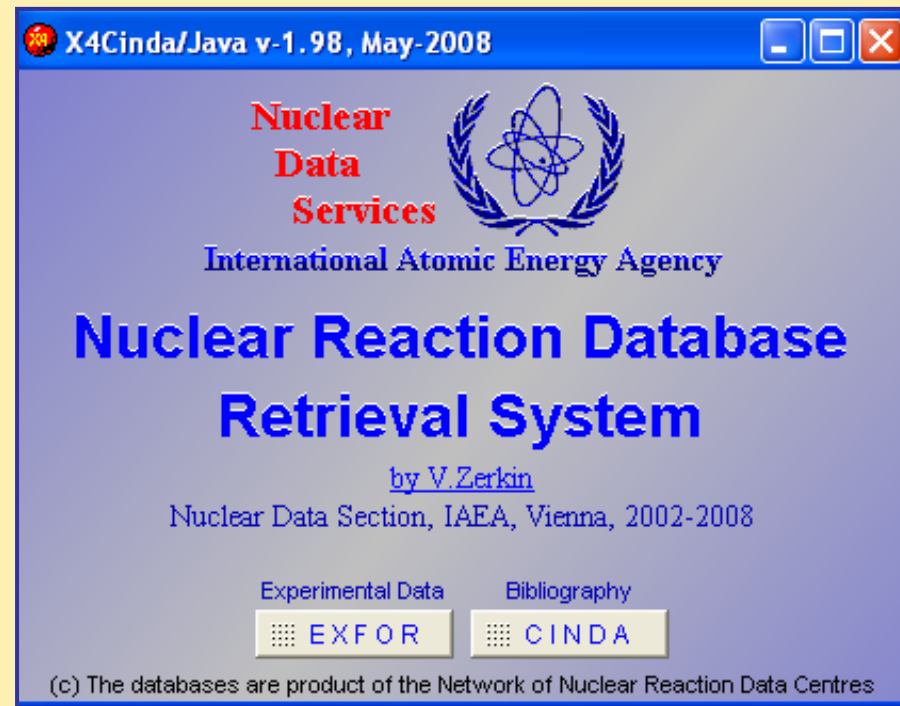 X4Cinda/Java v-1.98, May-2008
Nuclear
Data
Services
International Atomic Energy Agency
Nuclear Reaction Database
Retrieval System
by V.Zerkin
Nuclear Data Section, IAEA, Vienna, 2002-2008
Experimental Data Bibliography
EXFOR CINDA
(c) The databases are product of the Network of Nuclear Reaction Data Centres